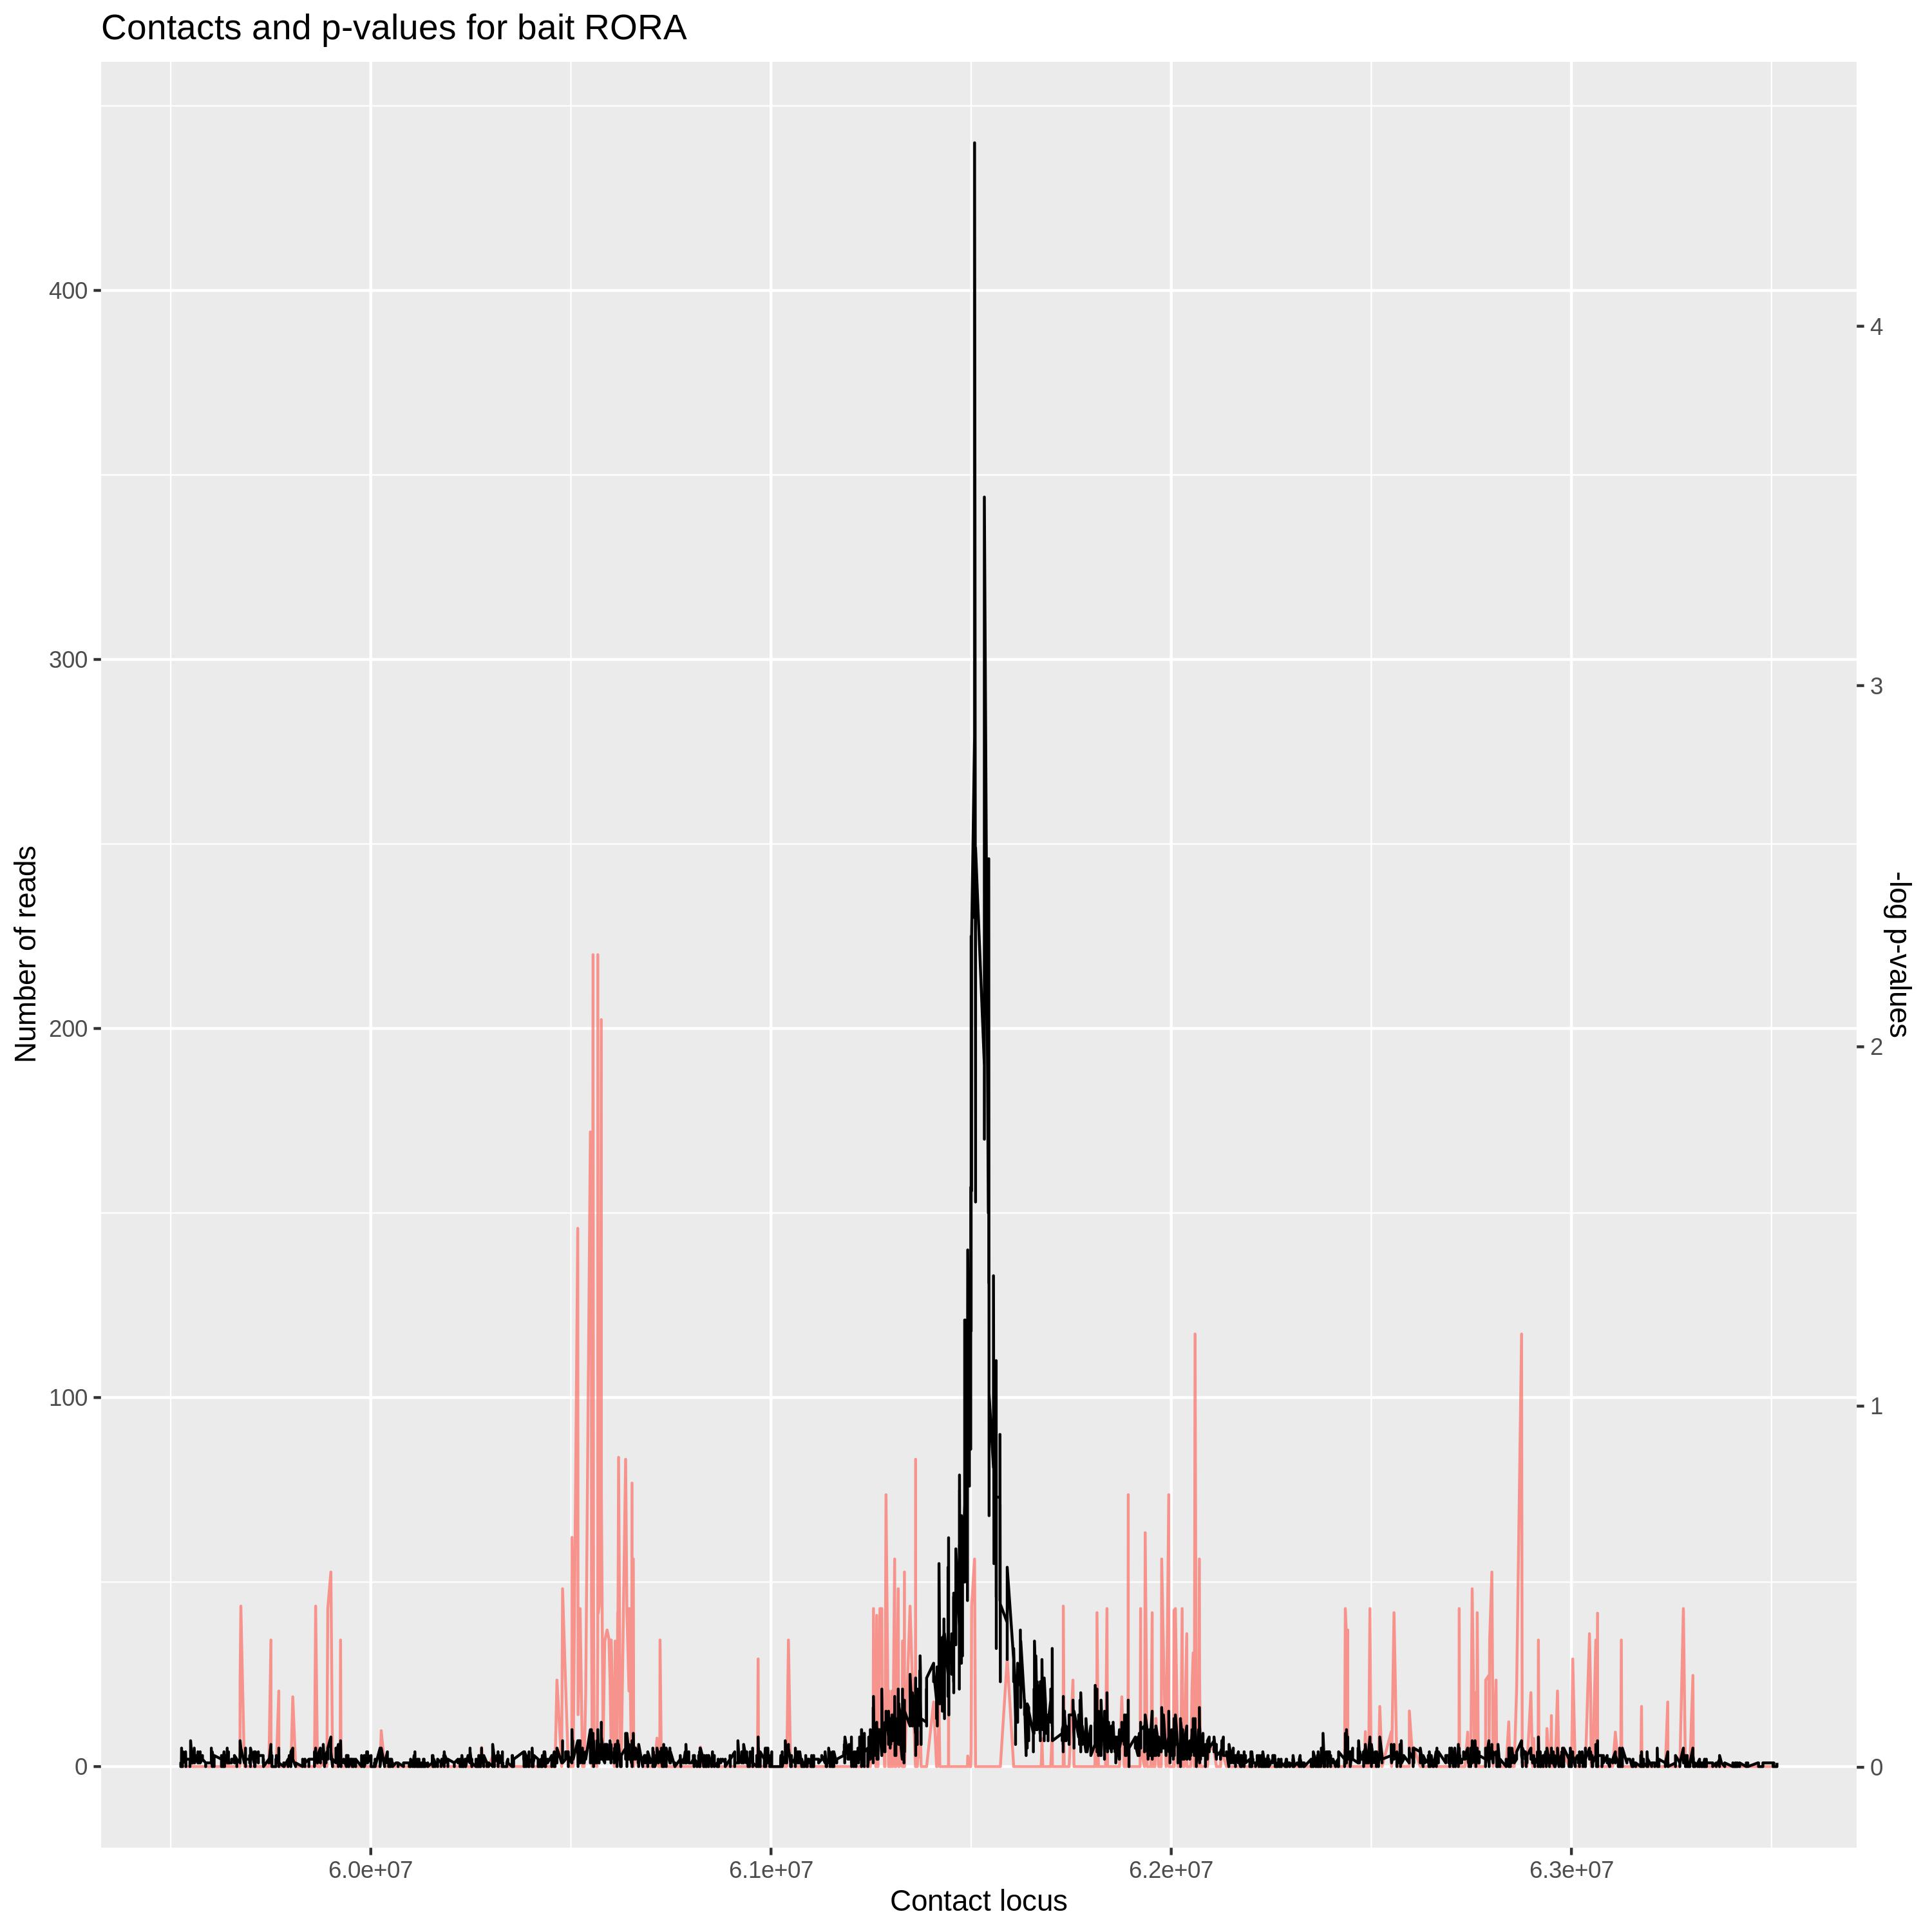 Contacts and p-values for bait RORA
Number of reads
400
300
200
100
0
4
3
2
1
0
-log p-values
6.0e+07
6.1e+07
6.2e+07
6.3e+07
Contact locus